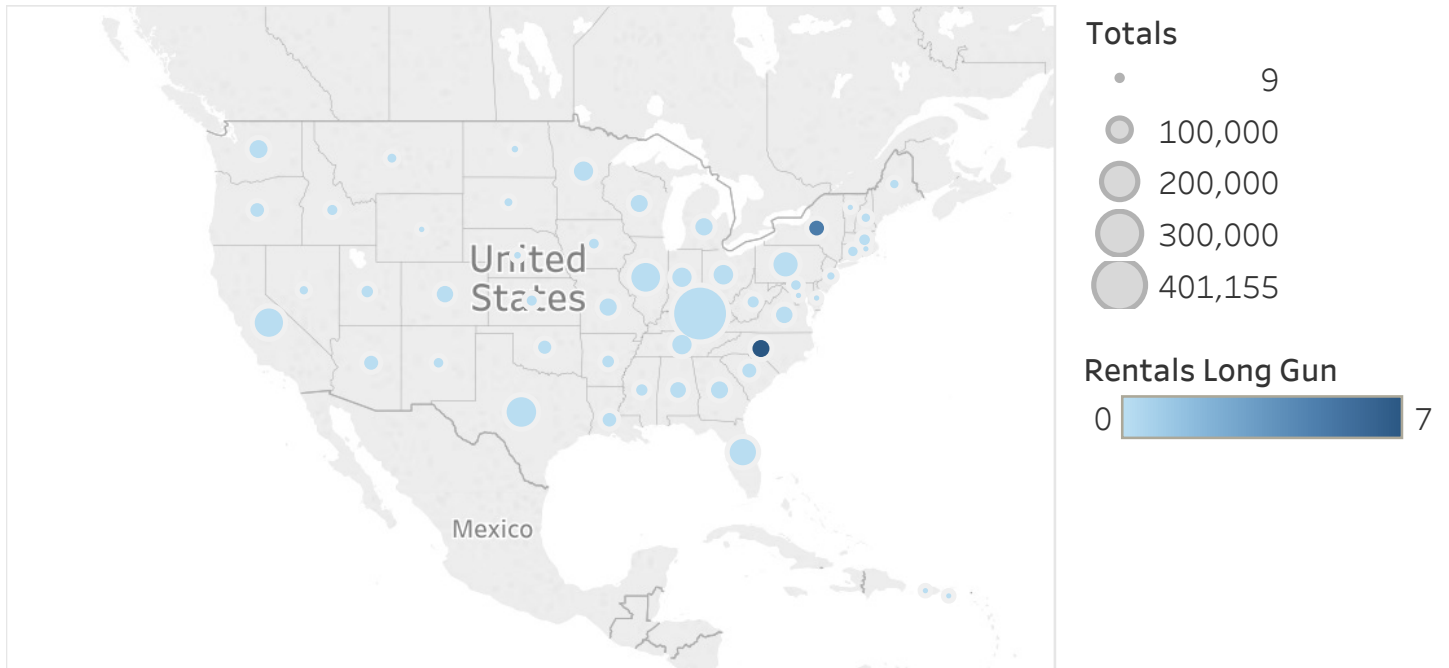 United
States
Mexico
Totals
9
100,000
200,000
300,000
401,155
Rentals Long Gun
0 7